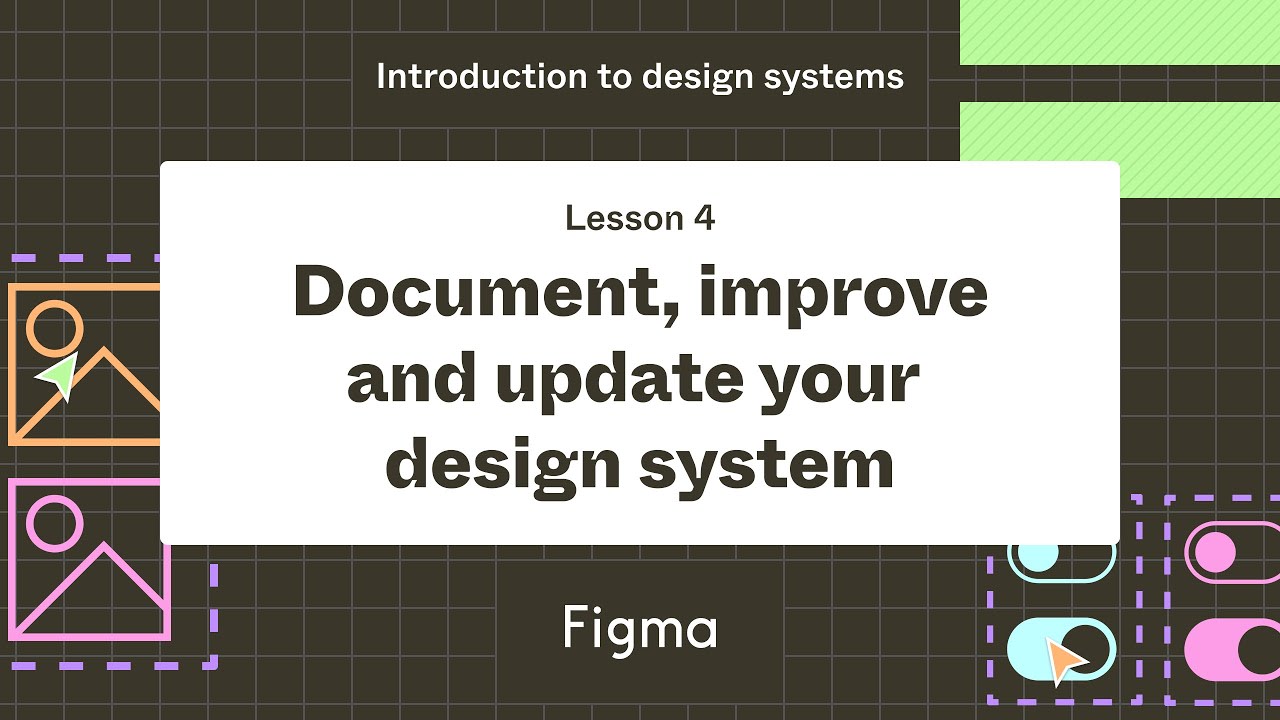 Introduction to design systems
Lesson 4
Document, improve
and update your
design system
Figma